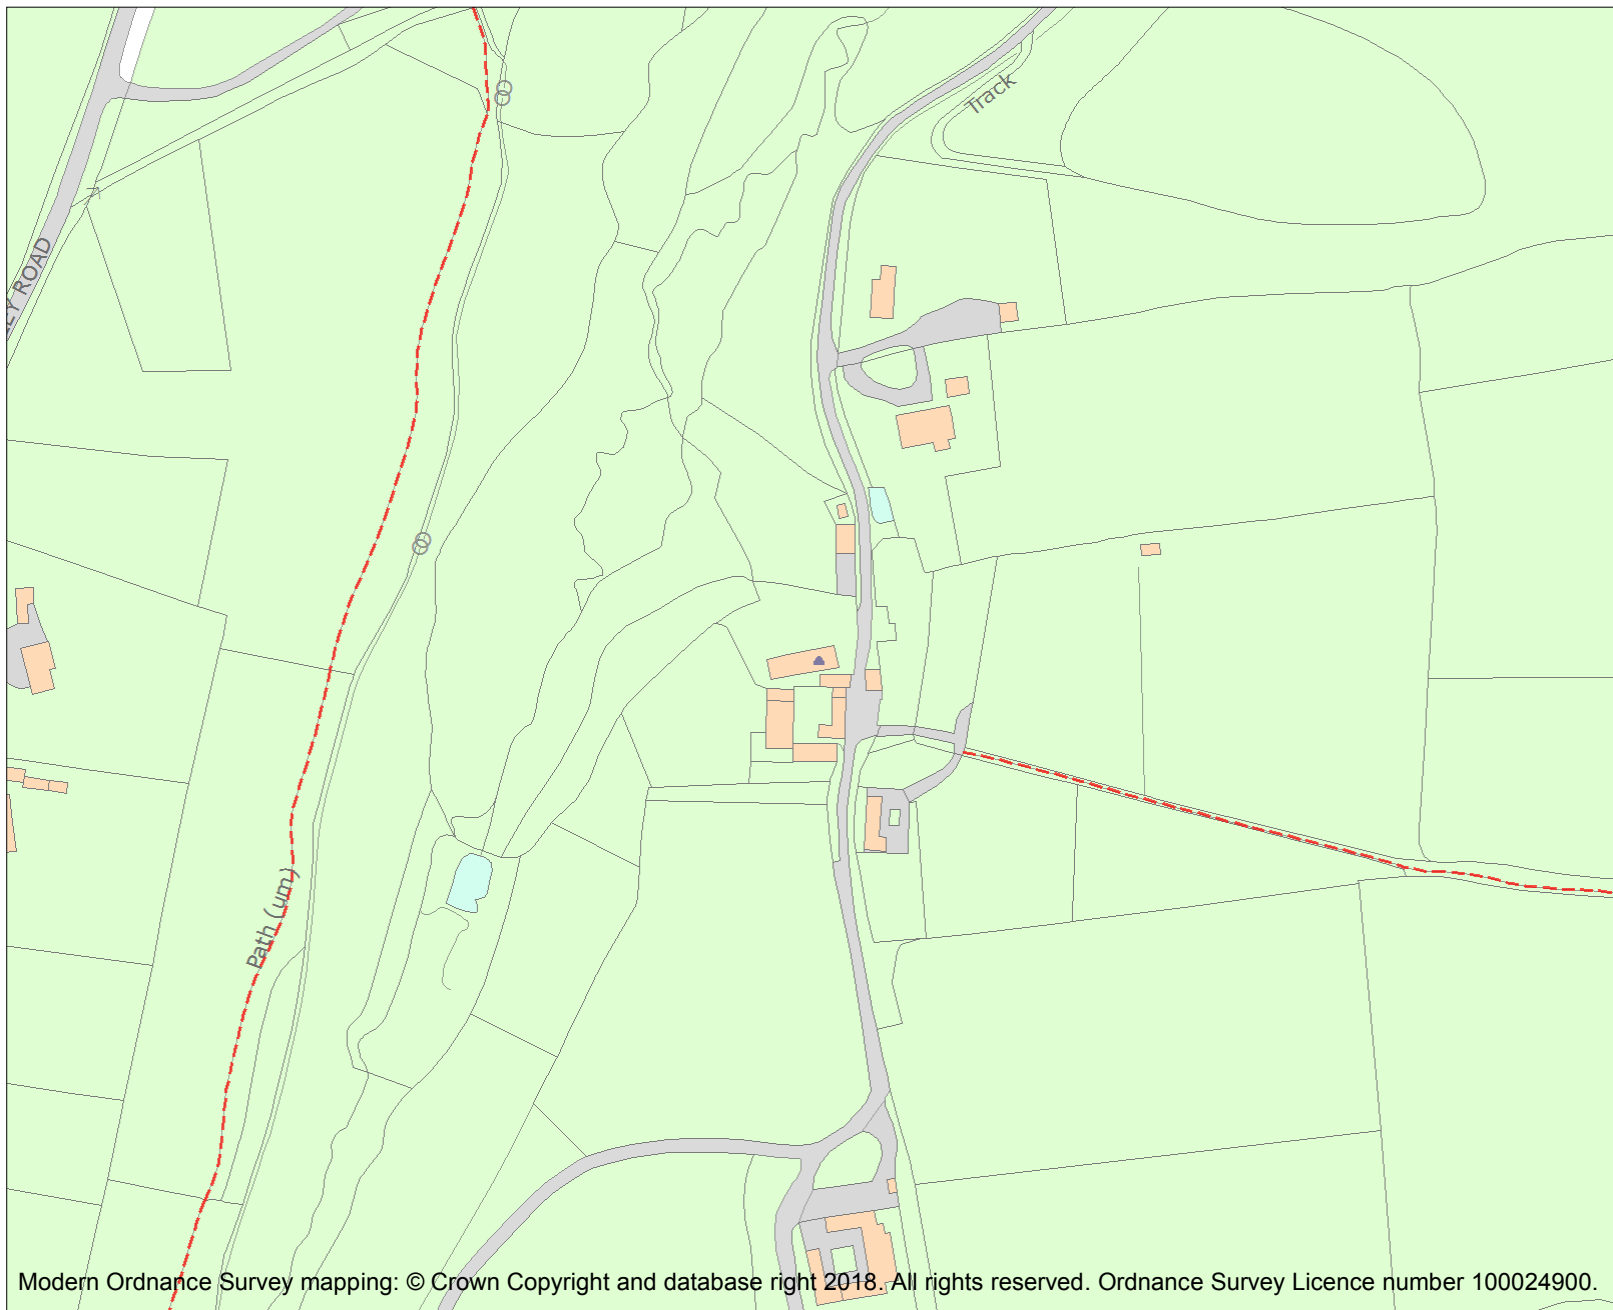 Track
EY ROAD
Path (um)
Modern Ordnance Survey mapping: © Crown Copyright and database right 2018. All rights reserved. Ordnance Survey Licence number 100024900.